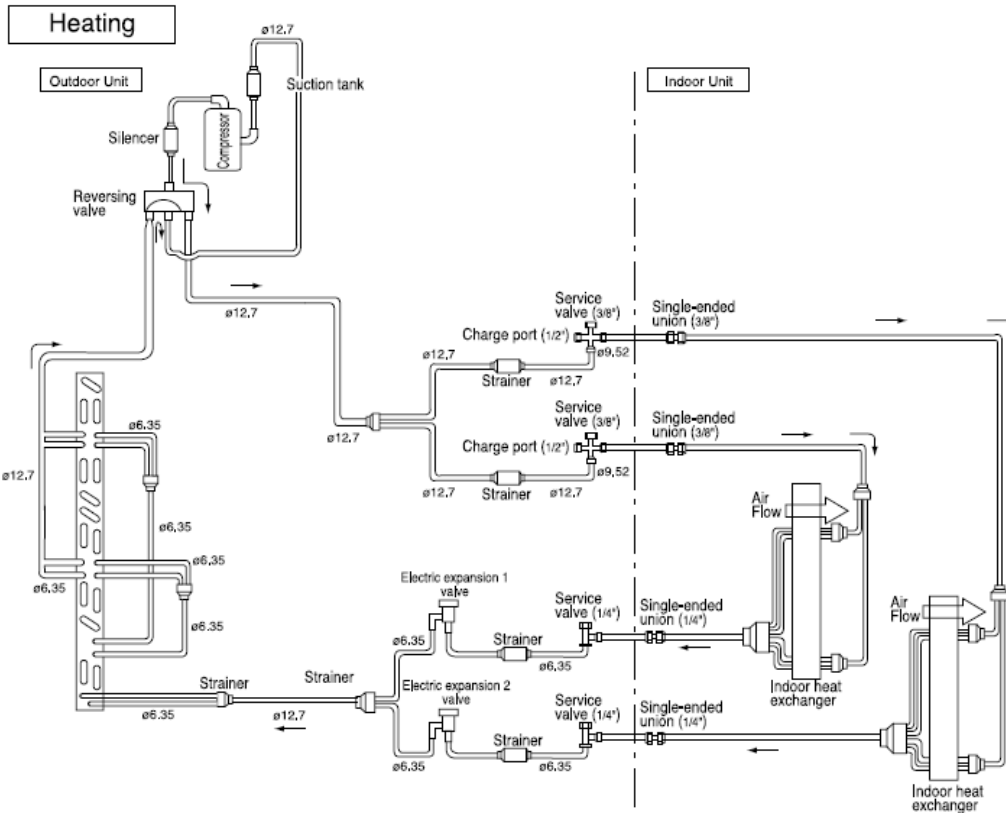 Heating
Outdoor Unit
Indoor Unit
ø12,7
Suction tank
Compressor
Silencer
Reversing
valve
ø12,7
Service
valve (3/8")
Single-ended
union (3/8")
Charge port (1/2")
ø9,52
ø12,7
Strainer
ø12,7
Service
valve (3/8")
Single-ended
union (3/8")
ø12,7
Charge port (1/2")
ø9,52
ø12,7
Strainer
ø12,7
ø6,35
ø12,7
ø6,35
Air
Flow
ø6,35
ø6,35
ø6,35
Electric expansion 1
valve
Service
valve (1/4")
Single-ended
union (1/4")
Air
Flow
ø6,35
Strainer
ø6,35
Strainer
Strainer
Electric expansion 2
valve
Indoor heat
exchanger
ø6,35
ø12,7
Service
valve (1/4")
Single-ended
union (1/4")
ø6,35
Strainer
ø6,35
Indoor heat
exchanger